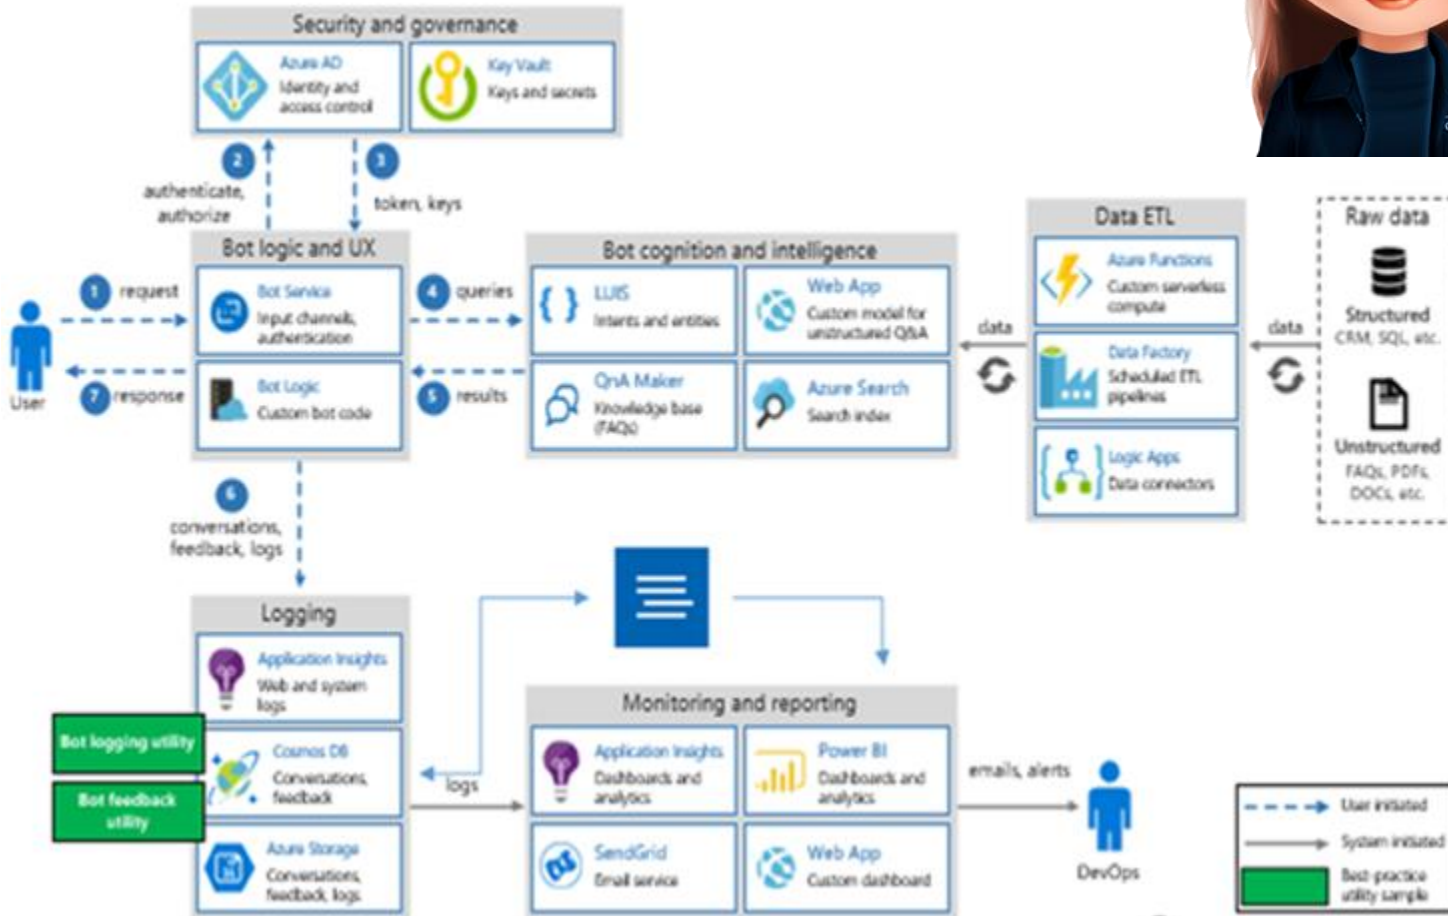 Security and governance
Azure AD
Identity and
access control
Key Vault
Keys and secrets
2
3
authenticate,
authorize
token, keys
Bot logic and UX
Bot Service
Input channels,
authentication
Bot Logic
Custom bot code
1
request
7
response
User
4
queries
5
results
Bot cognition and intelligence
LUIS
Intents and entities
Web App
Custom model for
unstructured Q&A
QnA Maker
Knowledge base
(FAQs)
Azure Search
Search index
data
Data ETL
Azure Functions
Custom serverless
compute
Data Factory
Scheduled ETL
pipelines
Logic Apps
Data connectors
data
Raw data
Structured
CRM, SQL, etc.
Unstructured
FAQs, PDFs,
DOCs, etc.
6
conversations,
feedback, logs
Logging
Application Insights
Web and system
logs
Bot logging utility
Cosmos DB
Conversations,
feedback
Bot feedback
utility
Azure Storage
Conversations,
feedback, logs
logs
Monitoring and reporting
Application Insights
Dashboards and
analytics
Power BI
Dashboards and
analytics
SendGrid
Email service
Web App
Custom dashboard
emails, alerts
DevOps
User initiated
System initiated
Best-practice
utility sample